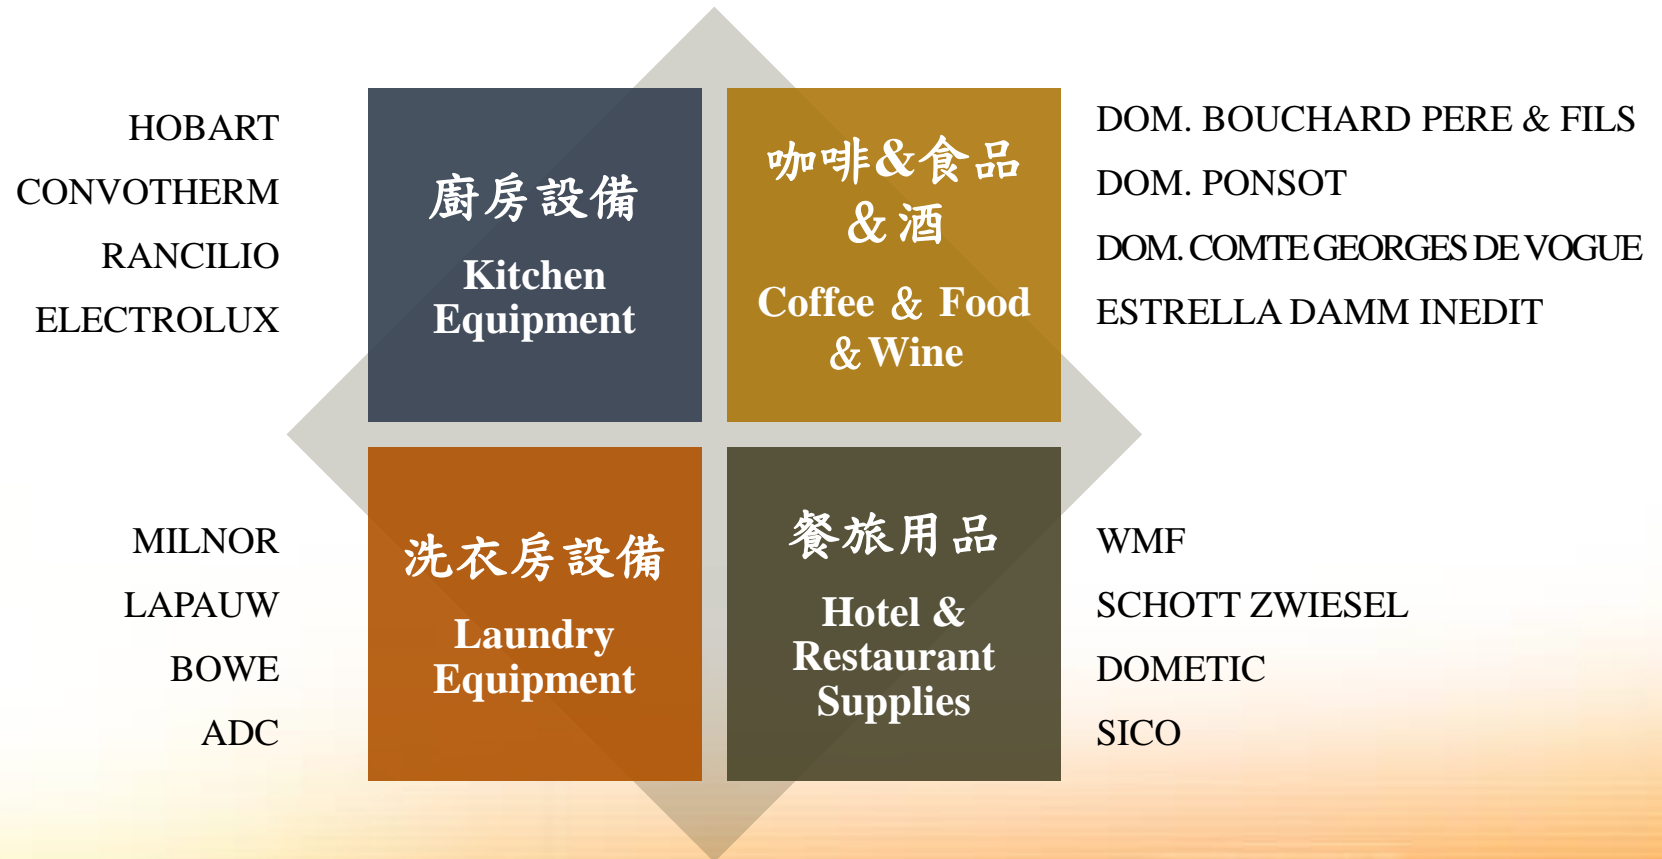 HOBART
CONVOTHERM
RANCILIO
ELECTROLUX
廚房設備
Kitchen
Equipment
咖啡&食品
&酒
Coffee & Food
&Wine
DOM. BOUCHARD PERE & FILS
DOM. PONSOT
DOM. COMTE GEORGES DE VOGUE
ESTRELLA DAMM INEDIT
MILNOR
LAPAUW
BOWE
ADC
洗衣房設備
Laundry
Equipment
餐旅用品
Hotel &
Restaurant
Supplies
WMF
SCHOTT ZWIESEL
DOMETIC
SICO